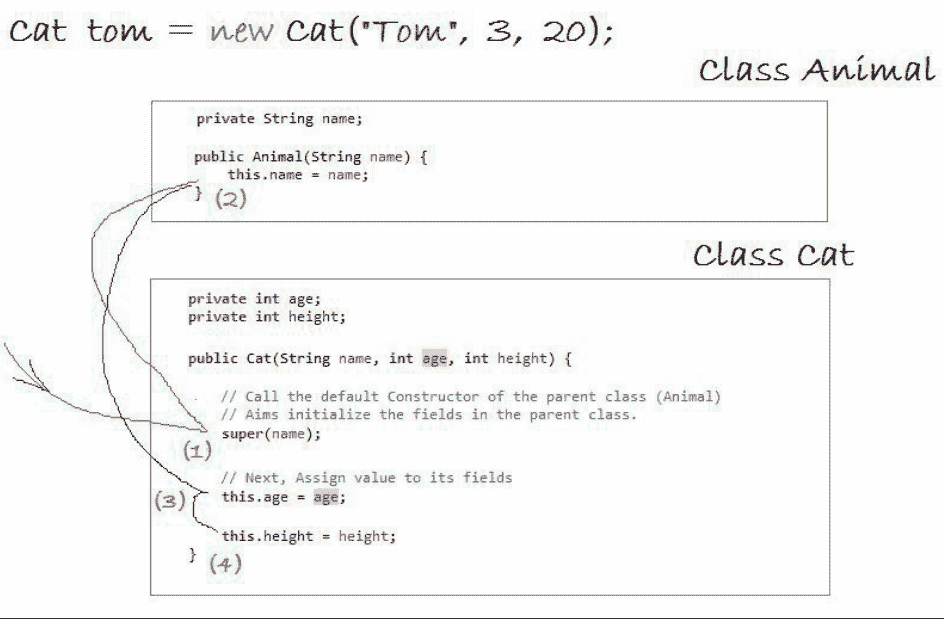 Cat tom = new Cat("Tom", 3, 20);
Class Animal
private String name;
public Animal(String name) {
this.name = name;
} (2)
Class Cat
private int age;
private int height;
public Cat(String name, int age, int height) {
// Call the default Constructor of the parent class (Animal)
// Aims initialize the fields in the parent class.
super(name);
(1)
// Next, Assign value to its fields
(3) this.age = age;
this.height = height;
} (4)